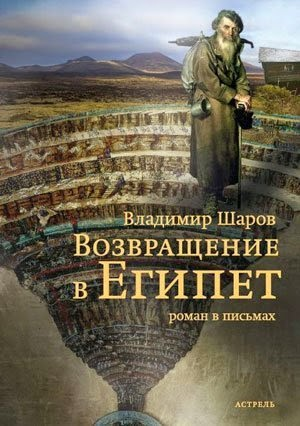 Владимир Шаров
Возвращение
в Египет
роман в письмах
АСТРЕЛЬ